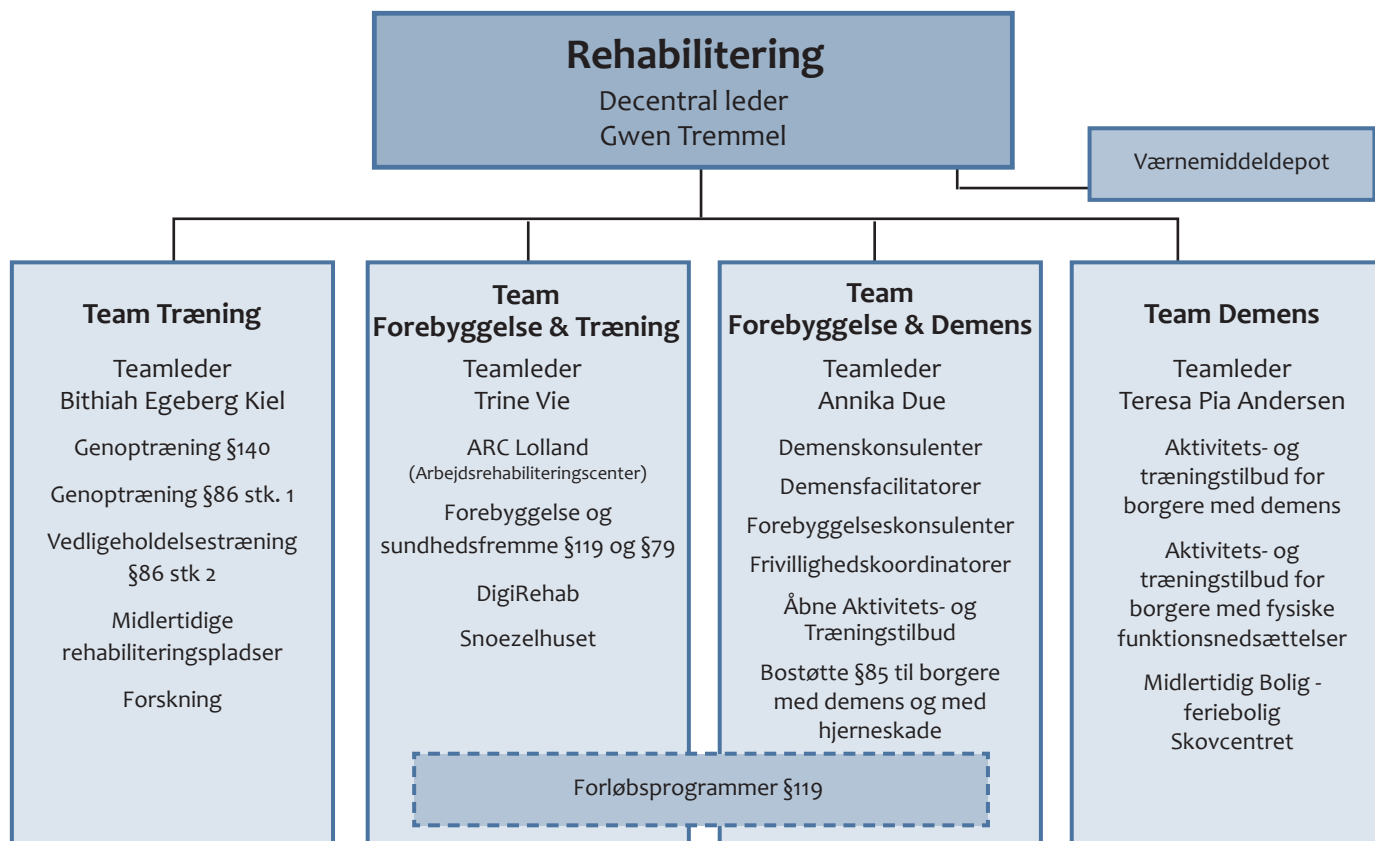 Rehabilitering
Decentral leder
Gwen Tremmel
Værnemiddeldepot
Team Træning
Teamleder
Bithiah Egeberg Kiel
Genoptræning §140
Genoptræning §86 stk. 1
Vedligeholdelsestræning
§86 stk 2
Midlertidige
rehabiliteringspladser
Forskning
Team
Forebyggelse & Træning
Teamleder
Trine Vie
ARC Lolland
(Arbejdsrehabiliteringscenter)
Forebyggelse og
sundhedsfremme §119 og §79
DigiRehab
Snoezelhuset
Team
Forebyggelse & Demens
Teamleder
Annika Due
Demenskonsulenter
Demensfacilitatorer
Forebyggelseskonsulenter
Frivillighedskoordinatorer
Åbne Aktivitets- og
Træningstilbud
Bostøtte §85 til borgere
med demens og med
hjerneskade
Forløbsprogrammer §119
Team Demens
Teamleder
Teresa Pia Andersen
Aktivitets- og
træningstilbud for
borgere med demens
Aktivitets- og
træningstilbud for
borgere med fysiske
funktionsnedsættelser
Midlertidig Bolig -
feriebolig
Skovcentret